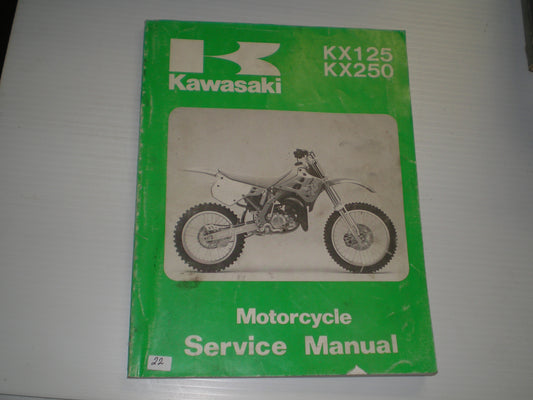 KX125
KX250
Kawasaki
Motorcycle
Service Manual
22